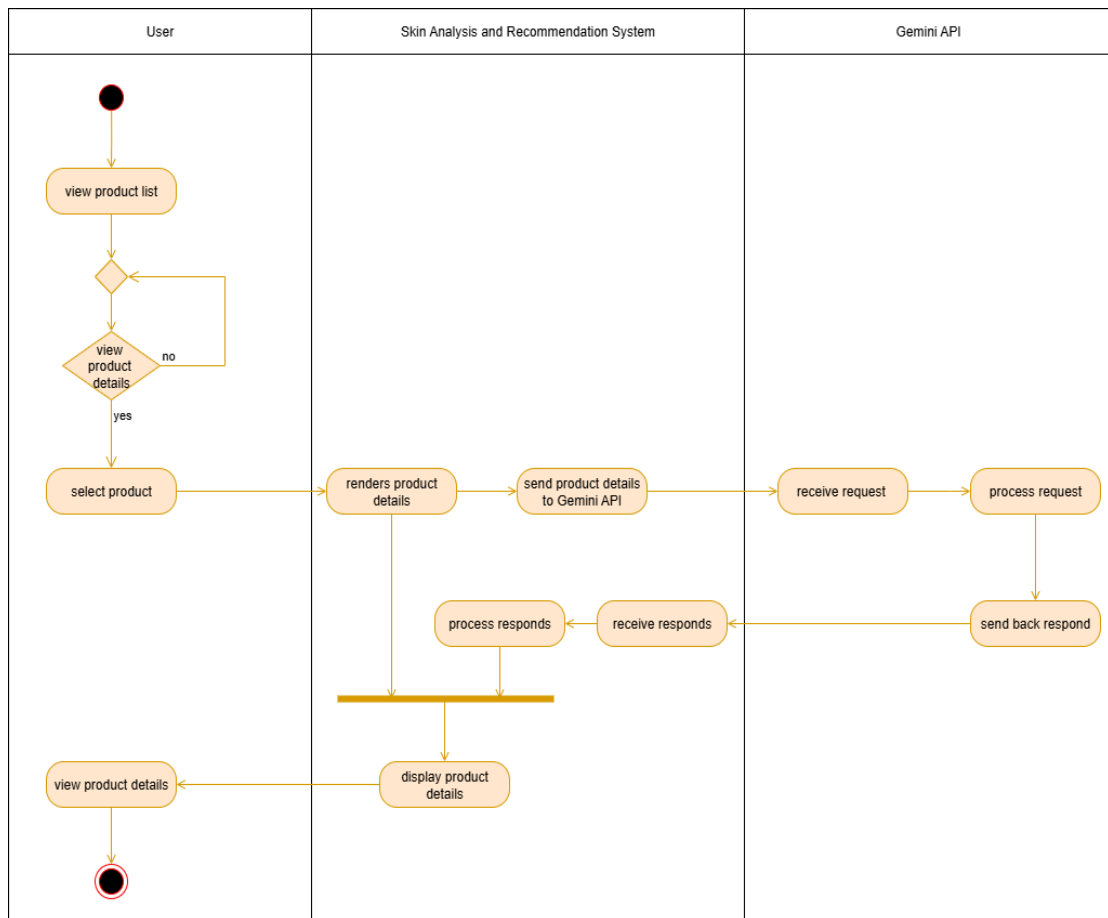 User
Skin Analysis and Recommendation System
Gemini API
view product list
view
product
details
no
yes
select product
renders product
details
send product details
to Gemini API
receive request
process request
process responds
receive responds
send back respond
view product details
display product
details